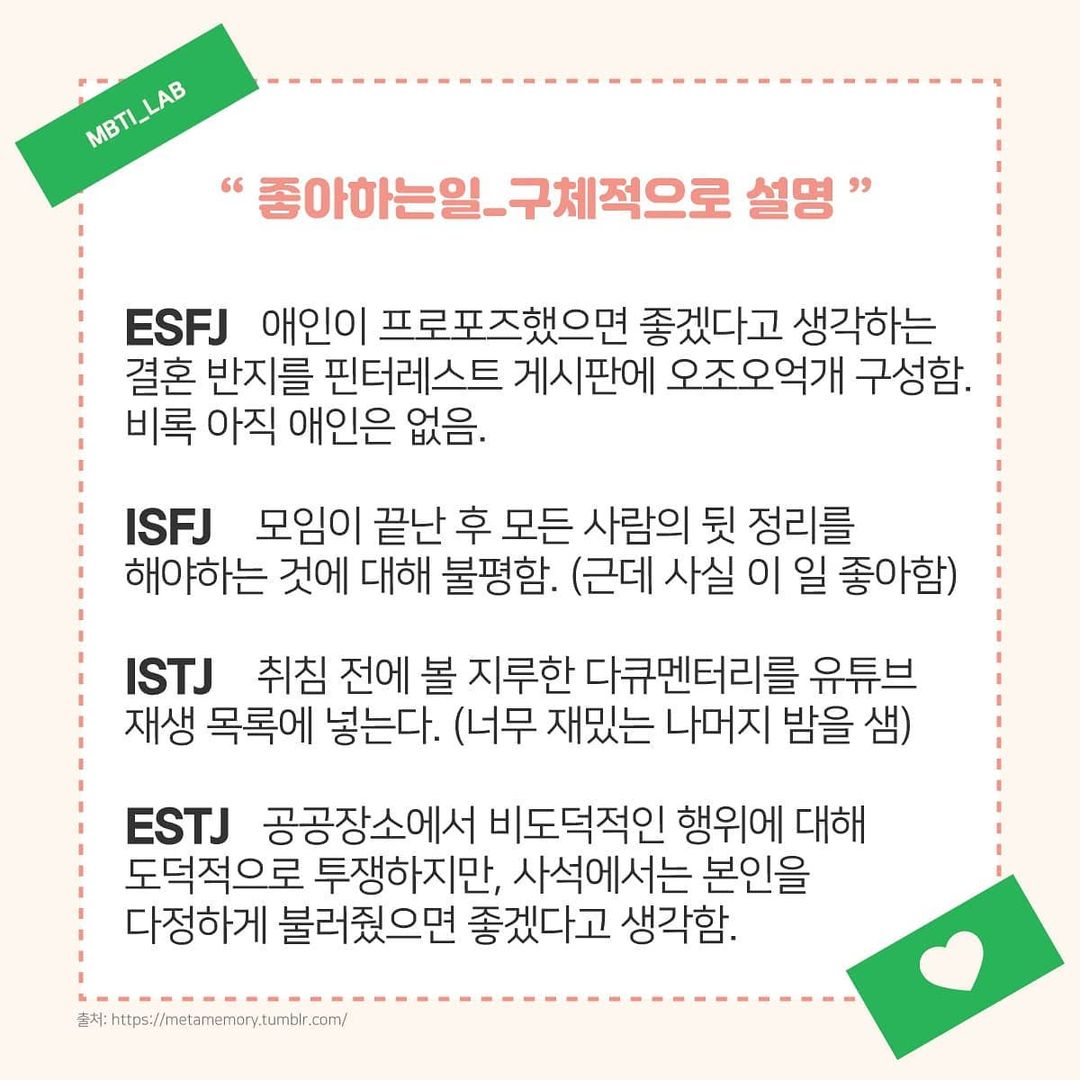 MBTI_LAB
“ 좋아하는일_구체적으로 설명 ”
ESFJ 애인이 프로포즈했으면 좋겠다고 생각하는
결혼 반지를 핀터레스트 게시판에 오조오억개 구성함.
비록 아직 애인은 없음.
ISFJ 모임이 끝난 후 모든 사람의 뒷 정리를
해야하는 것에 대해 불평함. (근데 사실 이 일 좋아함)
ISTJ 취침 전에 볼 지루한 다큐멘터리를 유튜브
재생 목록에 넣는다. (너무 재밌는 나머지 밤을 샘)
ESTJ 공공장소에서 비도덕적인 행위에 대해
도덕적으로 투쟁하지만, 사석에서는 본인을
다정하게 불러줬으면 좋겠다고 생각함.
출처: https://metamemory.tumblr.com/